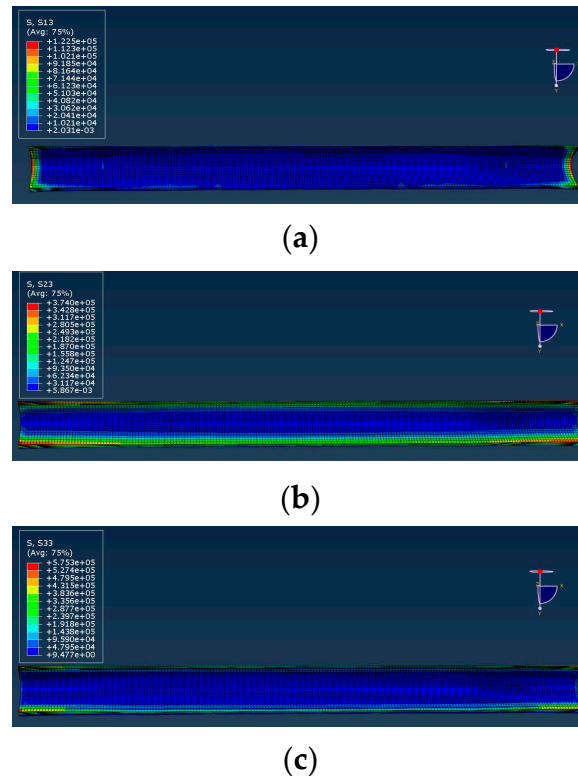 S, S13
(Avg: 75%)
+1.225e+05
+1.123e+05
+1.021e+05
+9.185e+04
+8.164e+04
+7.144e+04
+6.123e+04
+5.103e+04
+4.082e+04
+3.062e+04
+2.041e+04
+1.021e+04
+2.031e-03
Y
(a)
S, S23
(Avg: 75%)
+3.740e+05
+3.428e+05
+3.117e+05
+2.805e+05
+2.493e+05
+2.182e+05
+1.870e+05
+1.558e+05
+1.247e+05
+9.350e+04
+6.234e+04
+3.117e+04
+5.867e-03
X
Y
(b)
S, S33
(Avg: 75%)
+5.753e+05
+5.274e+05
+4.795e+05
+4.315e+05
+3.836e+05
+3.356e+05
+2.877e+05
+2.397e+05
+1.918e+05
+1.438e+05
+9.590e+04
+4.795e+04
+9.477e+00
X
Y
(c)